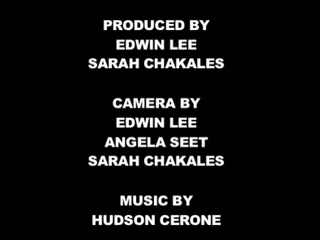 PRODUCED BY
EDWIN LEE
SARAH CHAKALES
CAMERA BY
EDWIN LEE
ANGELA SEET
SARAH CHAKALES
MUSIC BY
HUDSON CERONE